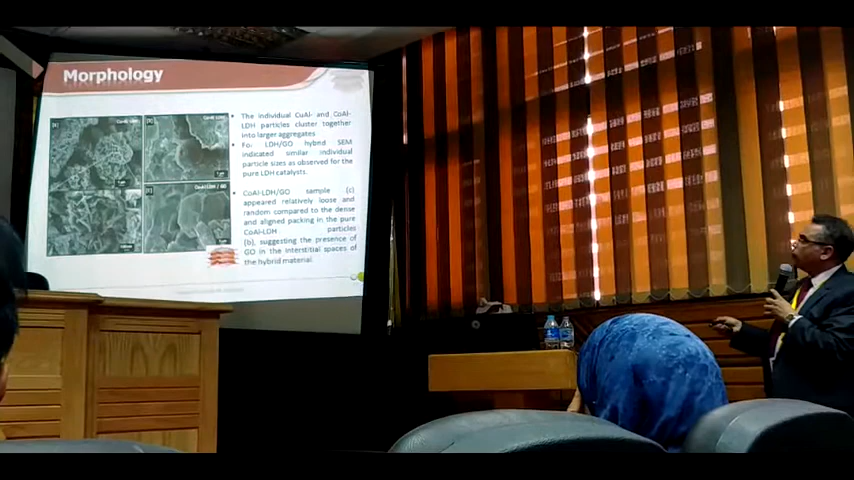 Morphology
The individual CuAl- and CoAl-
LDH particles cluster together
into larger aggregates
For LDH/GO hybrid SEM
indicated similar individual
particle sizes as observed for the
pure LDH catalysts.
CoAl-LDH/GO sample (c)
appeared relatively loose and
random compared to the dense
and aligned packing in the pure
CoAl-LDH particles
(b), suggesting the presence of
GO in the interstitial spaces of
the hybrid material.